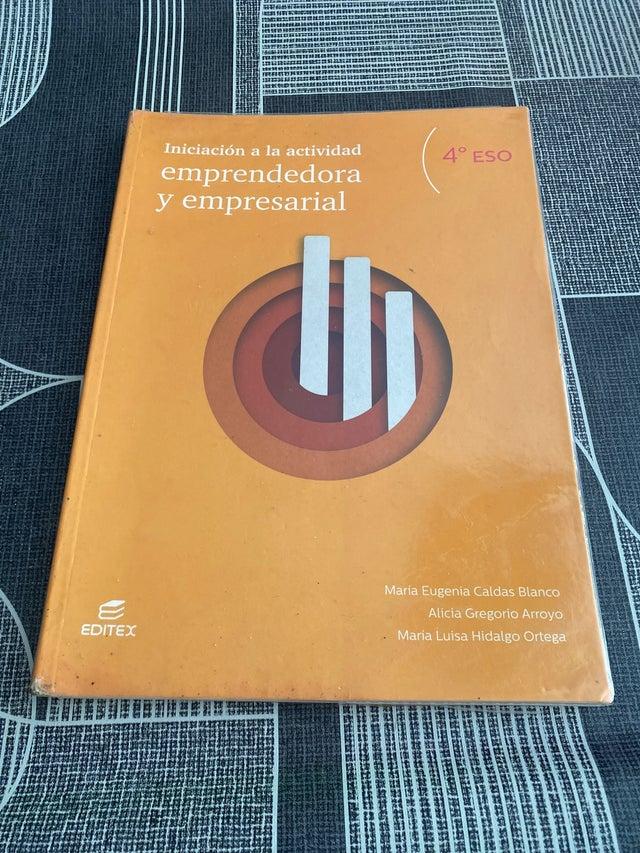 Iniciación a la actividad
emprendedora
y empresarial
4º ESO
María Eugenia Caldas Blanco
Alicia Gregorio Arroyo
María Luisa Hidalgo Ortega
EDITEX